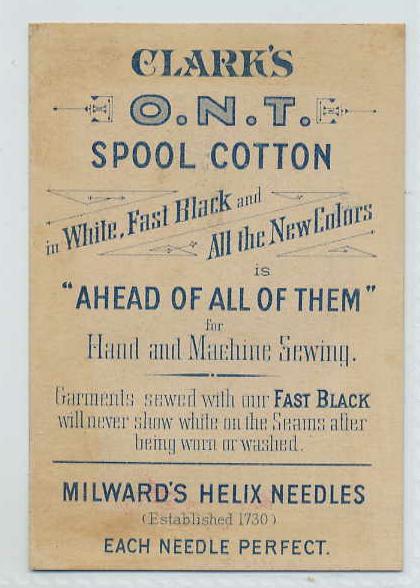 CLARK'S
O.N.T.
SPOOL COTTON
in White, Fast Black and
All the New Colors
is
"AHEAD OF ALL OF THEM"
for
Hand and Machine Sewing.
Garments sewed with our FAST BLACK
will never show white on the Seams after
being worn or washed.
MILWARD'S HELIX NEEDLES
(Established 1730)
EACH NEEDLE PERFECT.